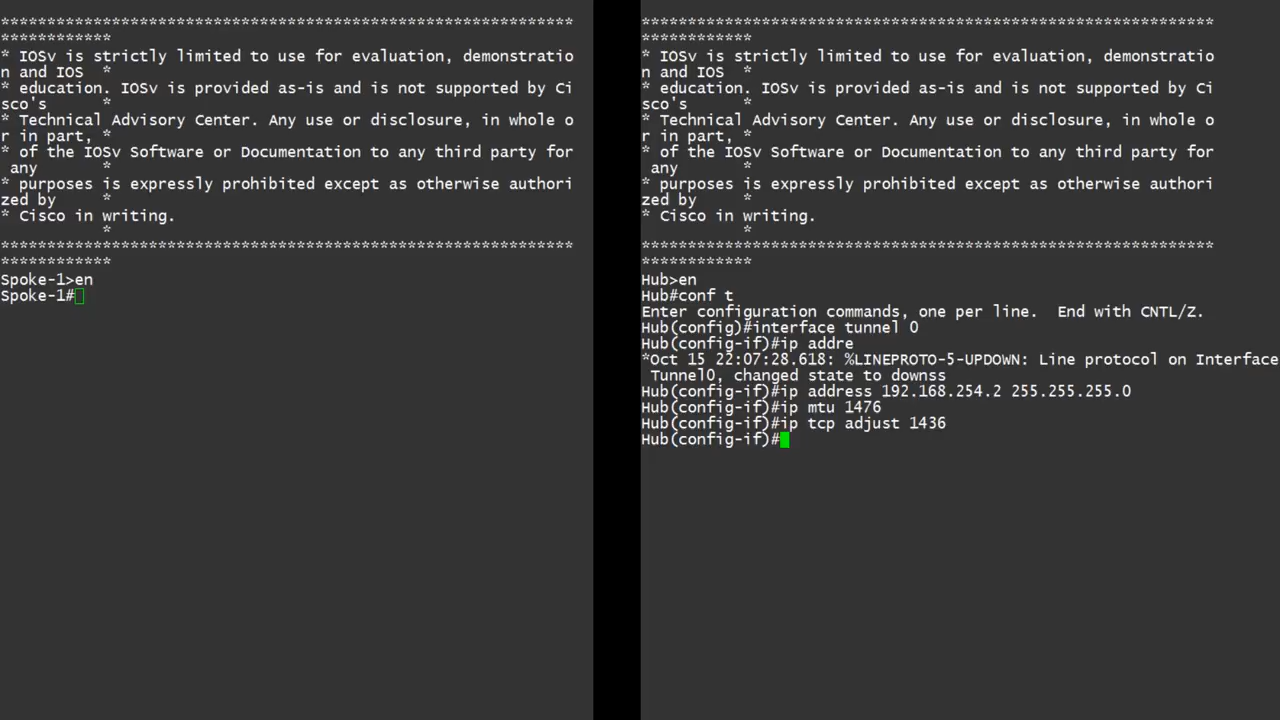 **************************************************************
************
* IOSv is strictly limited to use for evaluation, demonstratio
n and IOS  *
* education. IOSv is provided as-is and is not supported by Ci
sco's      *
* Technical Advisory Center. Any use or disclosure, in whole o
r in part, *
* of the IOSv Software or Documentation to any third party for
 any       *
* purposes is expressly prohibited except as otherwise authori
zed by     *
* Cisco in writing.
           *
**************************************************************
************
Spoke-1>en
Spoke-1#
**************************************************************
************
* IOSv is strictly limited to use for evaluation, demonstratio
n and IOS  *
* education. IOSv is provided as-is and is not supported by Ci
sco's      *
* Technical Advisory Center. Any use or disclosure, in whole o
r in part, *
* of the IOSv Software or Documentation to any third party for
 any       *
* purposes is expressly prohibited except as otherwise authori
zed by     *
* Cisco in writing.
           *
**************************************************************
************
Hub>en
Hub#conf t
Enter configuration commands, one per line.  End with CNTL/Z.
Hub(config)#interface tunnel 0
Hub(config-if)#ip addre
*Oct 15 22:07:28.618: %LINEPROTO-5-UPDOWN: Line protocol on Interface
 Tunnel0, changed state to downss
Hub(config-if)#ip address 192.168.254.2 255.255.255.0
Hub(config-if)#ip mtu 1476
Hub(config-if)#ip tcp adjust 1436
Hub(config-if)#